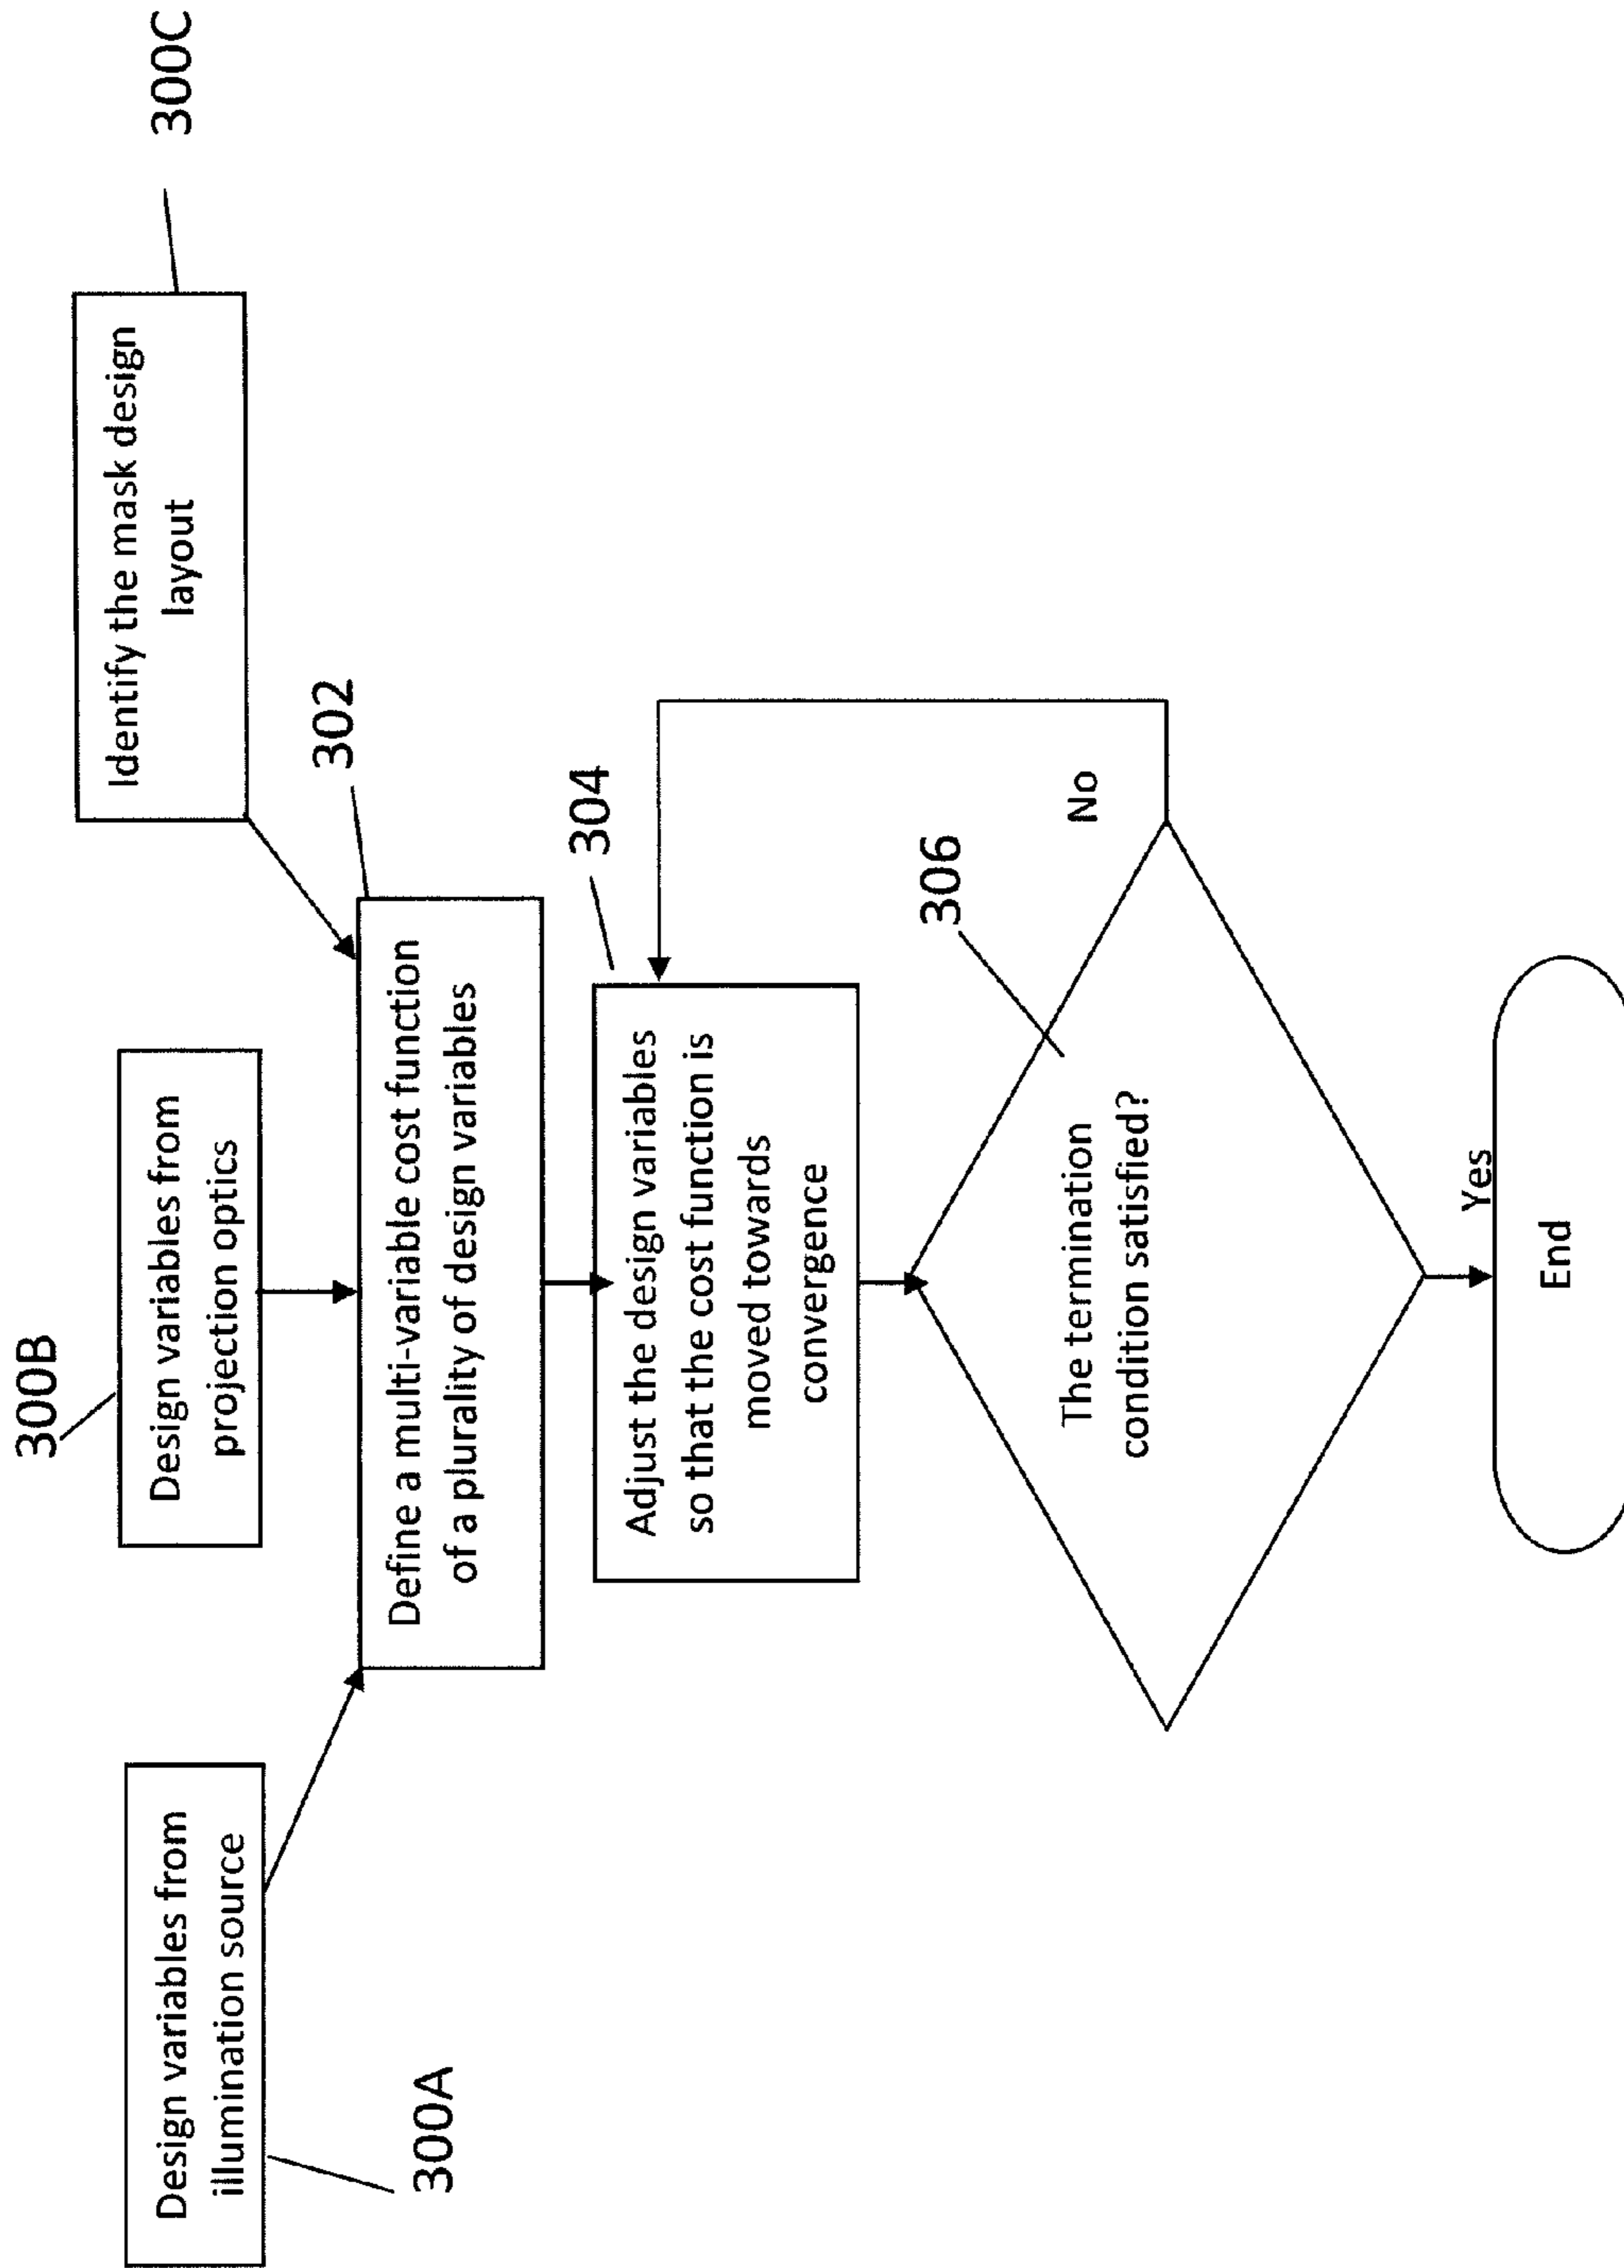 300B
300C
Design variables from
illumination source
Design variables from
projection optics
Identify the mask design
layout
300A
302
Define a multi-variable cost function
of a plurality of design variables
304
Adjust the design variables
so that the cost function is
moved towards
convergence
306
No
The termination
condition satisfied?
Yes
End